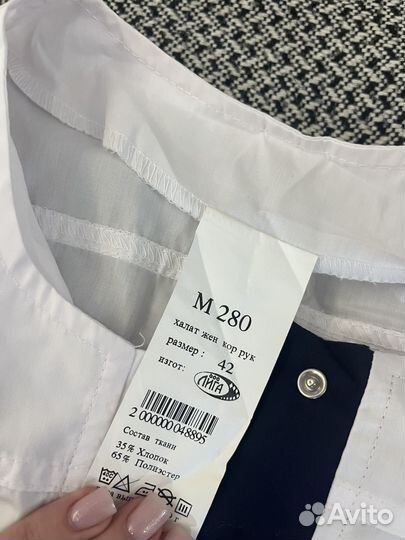 М 280
халат жен кор рук
размер : 42
изгот: ЛИГА
2 000000 048895
Состав ткани
35% Хлопок
65% Полиэстер
Avito